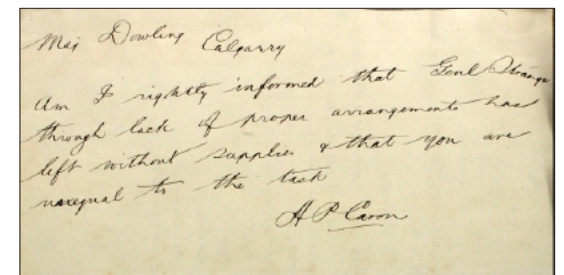 Maj Dowling Calgarry
Am I rightly informed that Genl Strange
through lack of proper arrangements has
left without supplies & that you are
unequal to the task
A P Caron